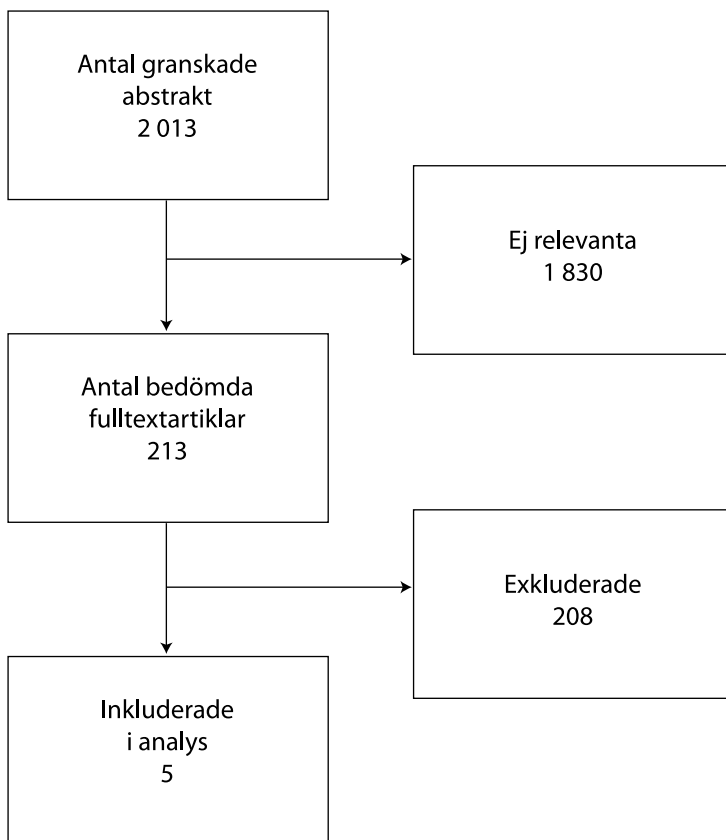 Antal granskade
abstrakt
2 013
Ej relevanta
1 830
Antal bedömda
fulltextartiklar
213
Exkluderade
208
Inkluderade
i analys
5